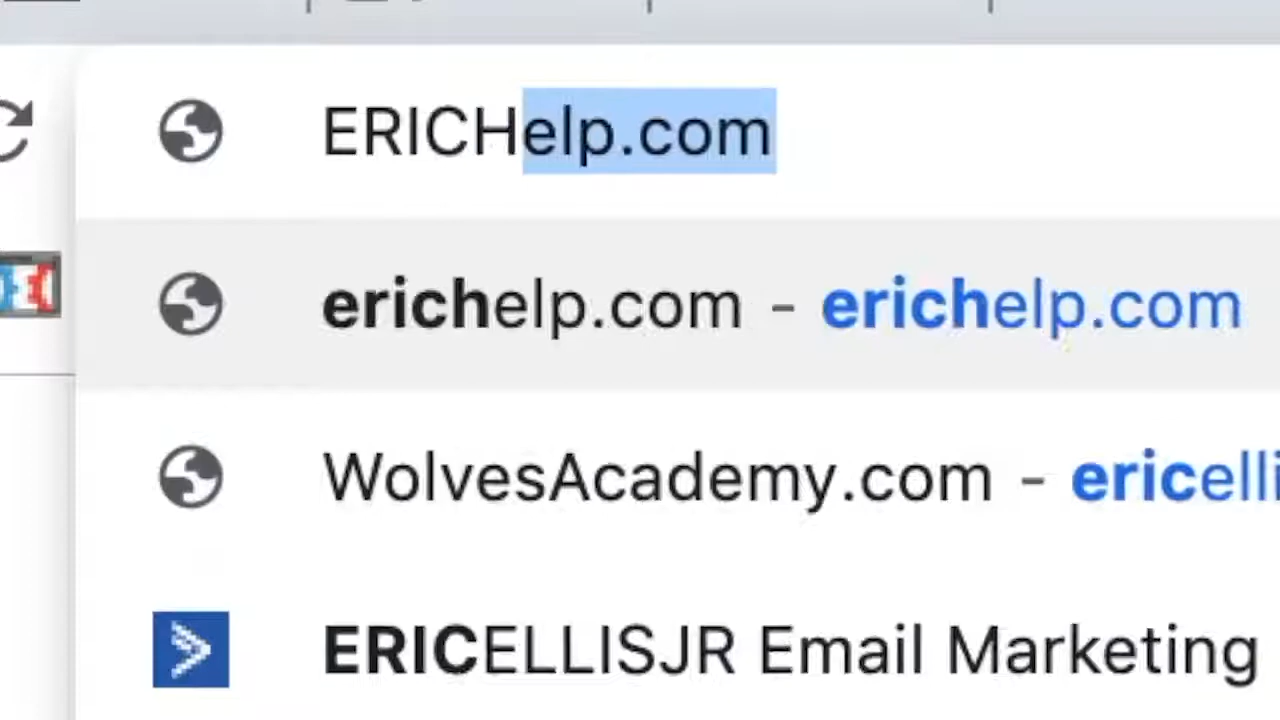 ERICHelp.com
erichelp.com - erichelp.com
WolvesAcademy.com - ericelli
ERICELLISJR Email Marketing